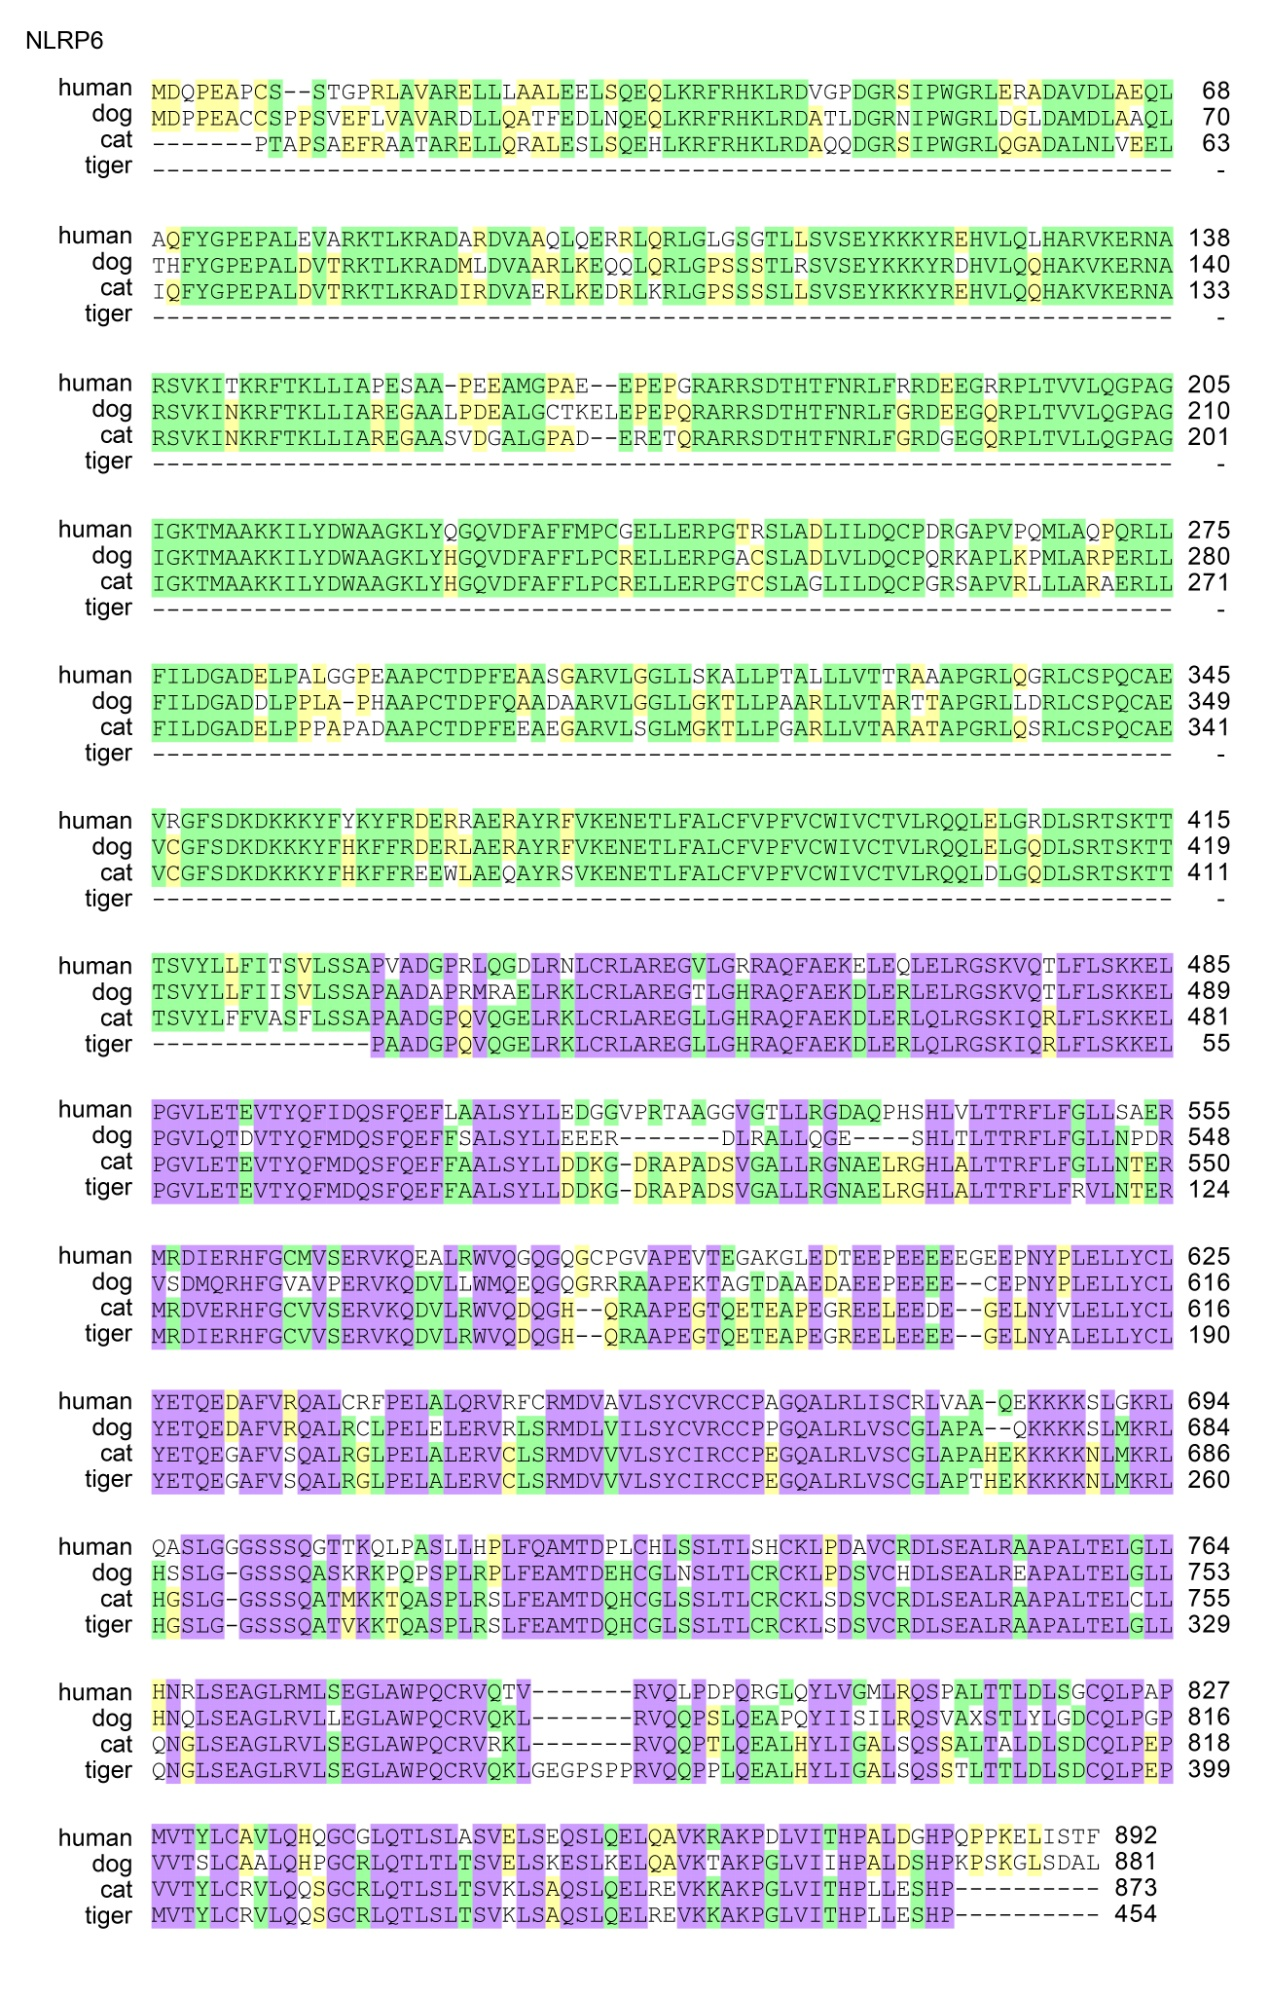 NLRP6
human MDQPEAPCS--STGPRLAVARELLLAALEELSQEQLKRFRHKLRDVGPDGRSIPWGRLERADAVDLAEQL 68
dog MDPPEACCSPPSVEFLVAVARDLLQATFEDLNQEQLKRFRHKLRDATLDGRNIPWGRLDGLDAMDLAAQL 70
cat -------PTAPSAEFRAATARELLQRALESLSQEHLKRFRHKLRDAQQDGRSIPWGRLQGADALNLVEEL 63
tiger ---------------------------------------------------------------------- -
human AQFYGPEPALEVARKTLKRADARDVAAQLQERRLQRLGLGSGTLLSVSEYKKKYREHVLQLHARVKERNA 138
dog THFYGPEPALDVTRKTLKRADMLDVAARLKEQQLQRLGPSSSTLRSVSEYKKKYRDHVLQQHAKVKERNA 140
cat IQFYGPEPALDVTRKTLKRADIRDVAERLKEDRLKRLGPSSSSLLSVSEYKKKYREHVLQQHAKVKERNA 133
tiger ---------------------------------------------------------------------- -
human RSVKITKRFTKLLIAPESAA-PEEAMGPAE--EPEPGRARRSDTHTFNRLFRRDEEGRRPLTVVLQGPAG 205
dog RSVKINKRFTKLLIAREGAALPDEALGCTKELEPEPQRARRSDTHTFNRLFGRDEEGQRPLTVVLQGPAG 210
cat RSVKINKRFTKLLIAREGAASVDGALGPAD--ERETQRARRSDTHTFNRLFGRDGEGQRPLTVLLQGPAG 201
tiger ---------------------------------------------------------------------- -
human IGKTMAAKKILYDWAAGKLYQGQVDFAFFMPCGELLERPGTRSLADLILDQCPDRGAPVPQMLAQPQRLL 275
dog IGKTMAAKKILYDWAAGKLYHGQVDFAFFLPCRELLERPGACSLADLVLDQCPQRKAPLKPMLARPERLL 280
cat IGKTMAAKKILYDWAAGKLYHGQVDFAFFLPCRELLERPGTCSLAGLILDQCPGRSAPVRLLLARAERLL 271
tiger ---------------------------------------------------------------------- -
human FILDGADELPALGGPEAAPCTDPFEAASGARVLGGLLSKALLPTALLLVTTRAAAPGRLQGRLCSPQCAE 345
dog FILDGADDLPPLA-PHAAPCTDPFQAADAARVLGGLLGKTLLPAARLLVTARTTAPGRLLDRLCSPQCAE 349
cat FILDGADELPPPAPADAAPCTDPFEEAEGARVLSGLMGKTLLPGARLLVTARATAPGRLQSRLCSPQCAE 341
tiger ---------------------------------------------------------------------- -
human VRGFSDKDKKKYFYKYFRDERRAERAYRFVKENETLFALCFVPFVCWIVCTVLRQQLELGRDLSRTSKTT 415
dog VCGFSDKDKKKYFHKFFRDERLAERAYRFVKENETLFALCFVPFVCWIVCTVLRQQLELGQDLSRTSKTT 419
cat VCGFSDKDKKKYFHKFFREEWLAEQAYRSVKENETLFALCFVPFVCWIVCTVLRQQLDLGQDLSRTSKTT 411
tiger ---------------------------------------------------------------------- -
human TSVYLLFITSVLSSAPVADGPRLQGDLRNLCRLAREGVLGRRAQFAEKELEQLELRGSKVQTLFLSKKEL 485
dog TSVYLLFIISVLSSAPAADAPRMRAELRKLCRLAREGTLGHRAQFAEKDLERLELRGSKVQTLFLSKKEL 489
cat TSVYLFFVASFLSSAPAADGPQVQGELRKLCRLAREGLLGHRAQFAEKDLERLQLRGSKIQRLFLSKKEL 481
tiger ---------------PAADGPQVQGELRKLCRLAREGLLGHRAQFAEKDLERLQLRGSKIQRLFLSKKEL 55
human PGVLETEVTYQFIDQSFQEFLAALSYLLEDGGVPRTAAGGVGTLLRGDAQPHSHLVLTTRFLFGLLSAER 555
dog PGVLQTDVTYQFMDQSFQEFFSALSYLLEEER-------DLRALLQGE----SHLTLTTRFLFGLLNPDR 548
cat PGVLETEVTYQFMDQSFQEFFAALSYLLDDKG-DRAPADSVGALLRGNAELRGHLALTTRFLFGLLNTER 550
tiger PGVLETEVTYQFMDQSFQEFFAALSYLLDDKG-DRAPADSVGALLRGNAELRGHLALTTRFLFRVLNTER 124
human MRDIERHFGCMVSERVKQEALRWVQGQGQGCPGVAPEVTEGAKGLEDTEEPEEEEEGEEPNYPLELLYCL 625
dog VSDMQRHFGVAVPERVKQDVLLWMQEQGQGRRRAAPEKTAGTDAAEDAEEPEEEE--CEPNYPLELLYCL 616
cat MRDVERHFGCVVSERVKQDVLRWVQDQGH--QRAAPEGTQETEAPEGREELEEDE--GELNYVLELLYCL 616
tiger MRDIERHFGCVVSERVKQDVLRWVQDQGH--QRAAPEGTQETEAPEGREELEEEE--GELNYALELLYCL 190
human YETQEDAFVRQALCRFPELALQRVRFCRMDVAVLSYCVRCCPAGQALRLISCRLVAA-QEKKKKSLGKRL 694
dog YETQEDAFVRQALRCLPELELERVRLSRMDLVILSYCVRCCPPGQALRLVSCGLAPA--QKKKKSLMKRL 684
cat YETQEGAFVSQALRGLPELALERVCLSRMDVVVLSYCIRCCPEGQALRLVSCGLAPAHEKKKKKNLMKRL 686
tiger YETQEGAFVSQALRGLPELALERVCLSRMDVVVLSYCIRCCPEGQALRLVSCGLAPTHEKKKKKNLMKRL 260
human QASLGGGSSSQGTTKQLPASLLHPLFQAMTDPLCHLSSLTLSHCKLPDAVCRDLSEALRAAPALTELGLL 764
dog HSSLG-GSSSQASKRKPQPSPLRPLFEAMTDEHCGLNSLTLCRCKLPDSVCHDLSEALREAPALTELGLL 753
cat HGSLG-GSSSQATMKKTQASPLRSLFEAMTDQHCGLSSLTLCRCKLSDSVCRDLSEALRAAPALTELCLL 755
tiger HGSLG-GSSSQATVKKTQASPLRSLFEAMTDQHCGLSSLTLCRCKLSDSVCRDLSEALRAAPALTELGLL 329
human HNRLSEAGLRMLSEGLAWPQCRVQTV-------RVQLPDPQRGLQYLVGMLRQSPALTTLDLSGCQLPAP 827
dog HNQLSEAGLRVLLEGLAWPQCRVQKL-------RVQQPSLQEAPQYIISILRQSVAXSTLYLGDCQLPGP 816
cat QNGLSEAGLRVLSEGLAWPQCRVRKL-------RVQQPTLQEALHYLIGALSQSSALTALDLSDCQLPEP 818
tiger QNGLSEAGLRVLSEGLAWPQCRVQKLGEGPSPPRVQQPPLQEALHYLIGALSQSSTLTTLDLSDCQLPEP 399
human MVTYLCAVLQHQGCGLQTLSLASVELSEQSLQELQAVKRAKPDLVITHPALDGHPQPPKELISTF 892
dog VVTSLCAALQHPGCRLQTLTLTSVELSKESLKELQAVKTAKPGLVIIHPALDSHPKPSKGLSDAL 881
cat VVTYLCRVLQQSGCRLQTLSLTSVKLSAQSLQELREVKKAKPGLVITHPLLESHP---------- 873
tiger MVTYLCRVLQQSGCRLQTLSLTSVKLSAQSLQELREVKKAKPGLVITHPLLESHP---------- 454